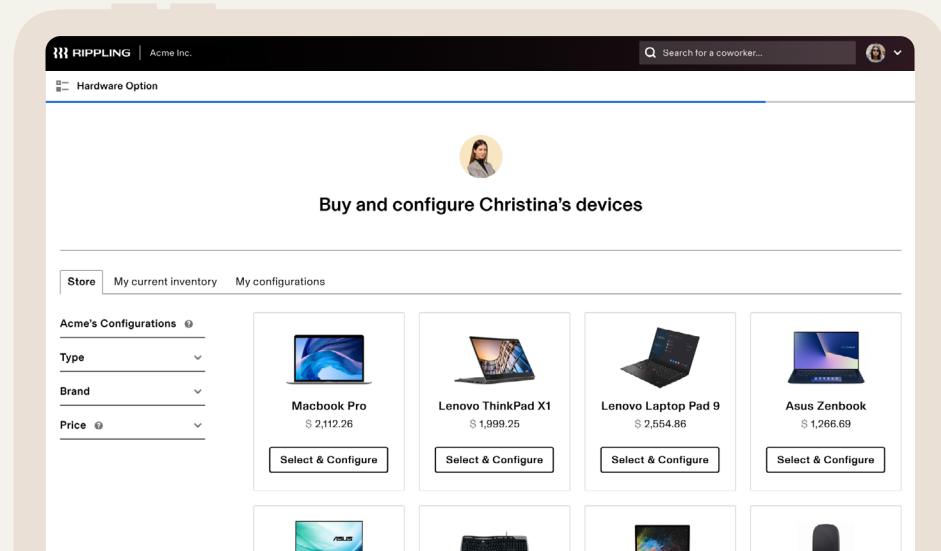 RIPPLING Acme Inc. Search for a coworker...
Hardware Option
Buy and configure Christina's devices
Store My current inventory My configurations
Acme's Configurations
Type
Brand
Price
Macbook Pro
$ 2,112.26
Select & Configure
Lenovo ThinkPad X1
$ 1,999.25
Select & Configure
Lenovo Laptop Pad 9
$ 2,554.86
Select & Configure
Asus Zenbook
$ 1,266.69
Select & Configure
ASUS